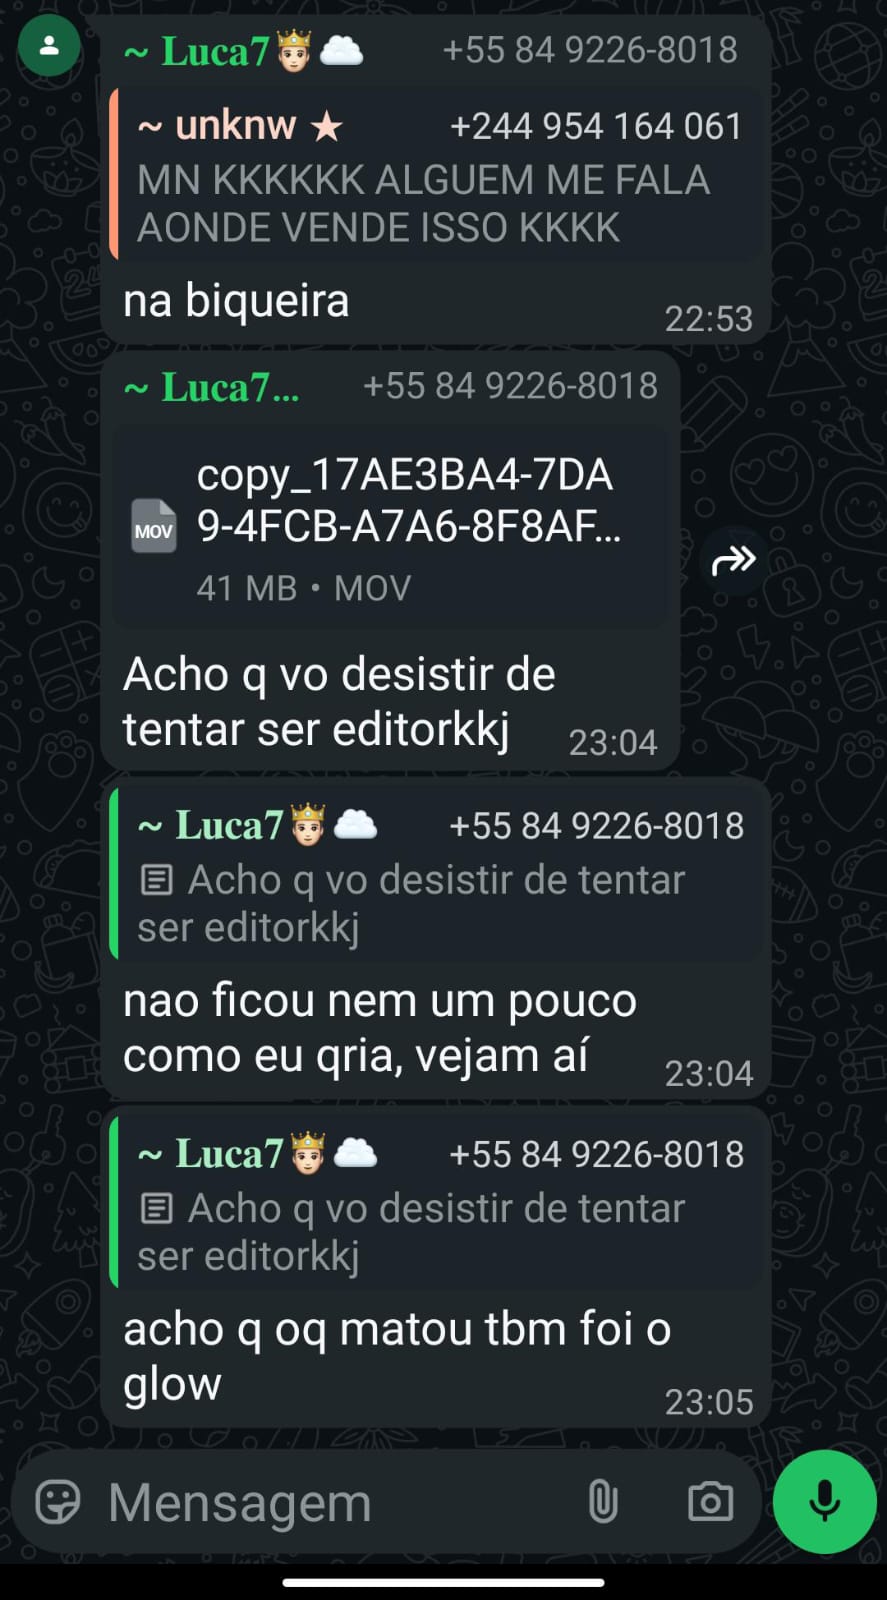 ~ Luca7🤴🏻☁️ +55 84 9226-8018
~ unknw ★ +244 954 164 061
MN KKKKKK ALGUEM ME FALA
AONDE VENDE ISSO KKKK
na biqueira
22:53
~ Luca7... +55 84 9226-8018
copy_17AE3BA4-7DA
MOV 9-4FCB-A7A6-8F8AF...
41 MB • MOV
Acho q vo desistir de
tentar ser editorkkj 23:04
~ Luca7🤴🏻☁️ +55 84 9226-8018
Acho q vo desistir de tentar
ser editorkkj
nao ficou nem um pouco
como eu qria, vejam aí 23:04
~ Luca7🤴🏻☁️ +55 84 9226-8018
Acho q vo desistir de tentar
ser editorkkj
acho q oq matou tbm foi o
glow 23:05
Mensagem